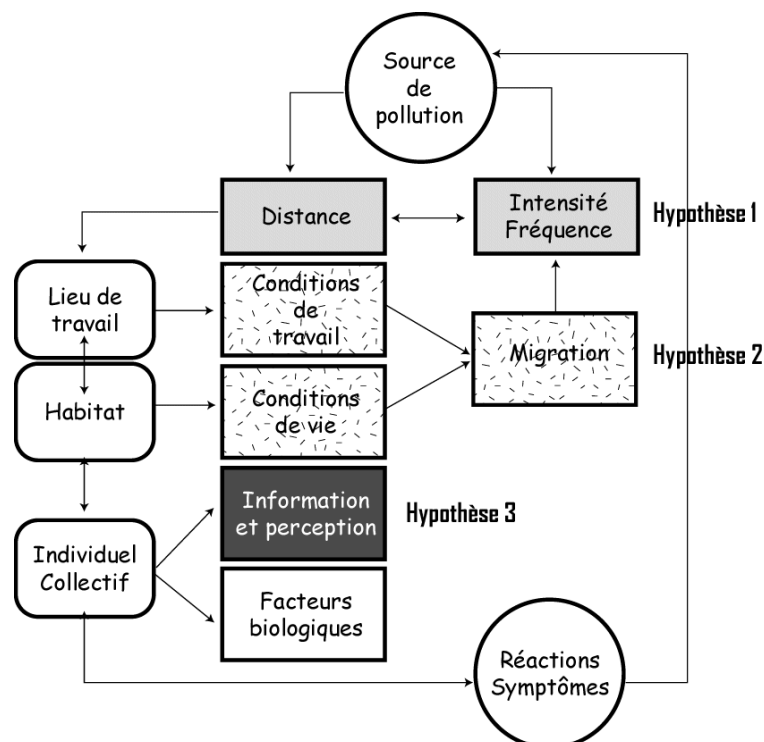 Source
de
pollution
Distance
Intensité
Fréquence
Hypothèse 1
Lieu de
travail
Conditions
de
travail
Migration
Hypothèse 2
Habitat
Conditions
de vie
Information
et perception
Hypothèse 3
Individuel
Collectif
Facteurs
biologiques
Réactions
Symptômes